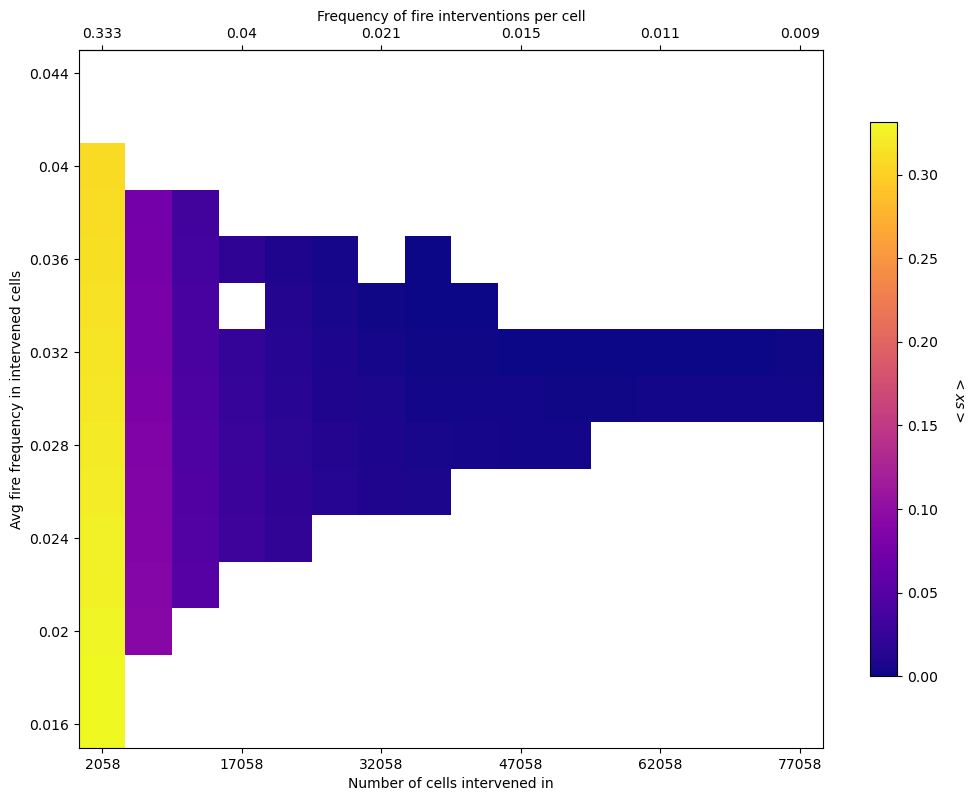 Frequency of fire interventions per cell
0.333 0.04 0.021 0.015 0.011 0.009
Avg fire frequency in intervened cells
0.044
0.04
0.036
0.032
0.028
0.024
0.02
0.016
2058 17058 32058 47058 62058 77058
Number of cells intervened in
0.30
0.25
0.20
0.15
0.10
0.05
0.00
< sx >